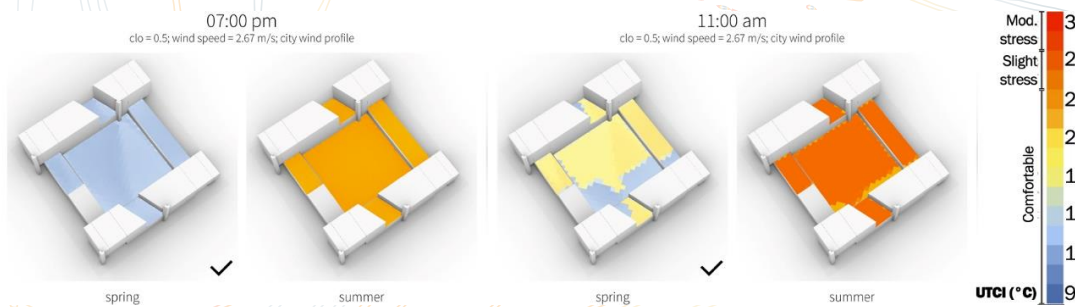 07:00 pm
clo = 0.5; wind speed = 2.67 m/s; city wind profile
spring
summer
11:00 am
clo = 0.5; wind speed = 2.67 m/s; city wind profile
spring
summer
Mod.
stress
Slight
stress
Comfortable
UTCI (°C)
3
2
2
2
1
1
1
9